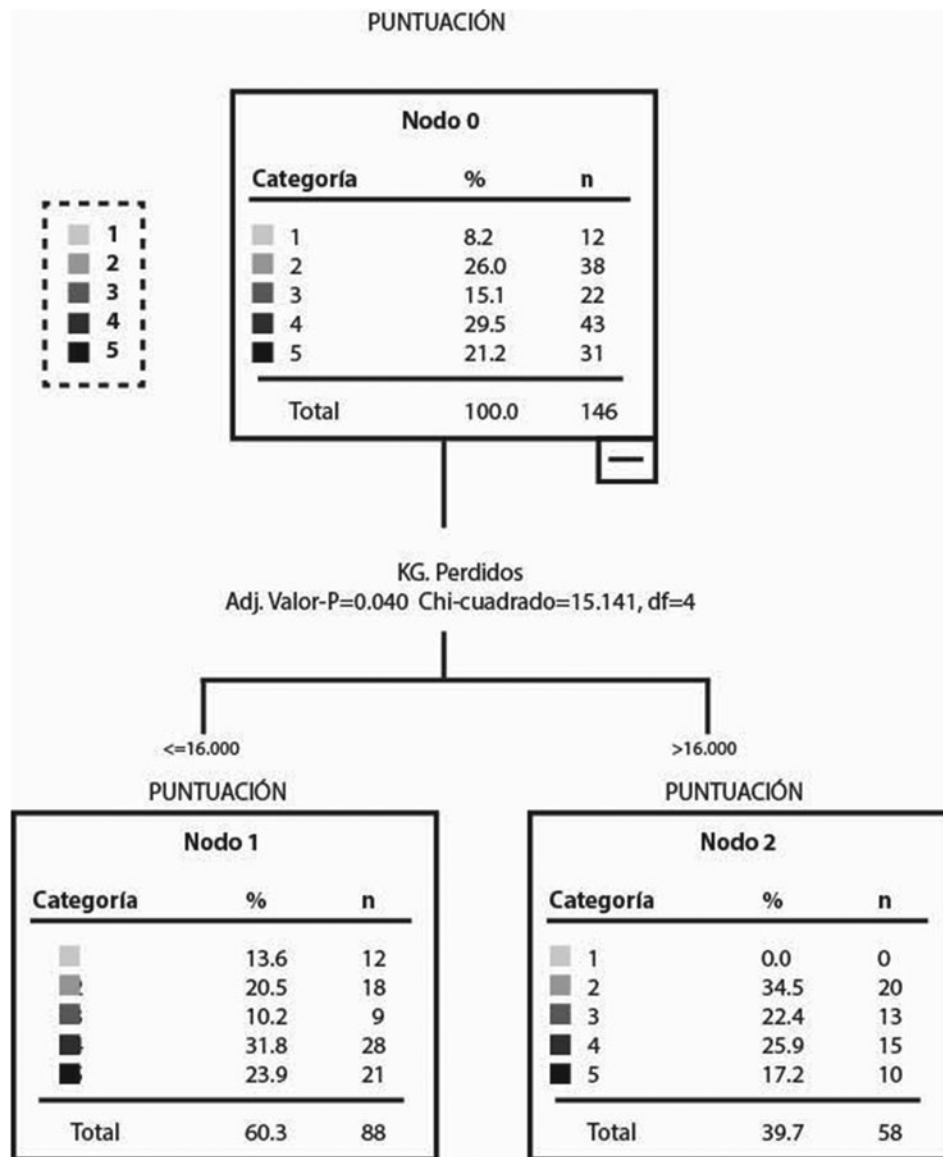 PUNTUACIÓN
Nodo 0
Categoría % n
1 8.2 12
2 26.0 38
3 15.1 22
4 29.5 43
5 21.2 31
Total 100.0 146
1
2
3
4
5
KG. Perdidos
Adj. Valor-P=0.040 Chi-cuadrado=15.141, df=4
<=16.000
>16.000
PUNTUACIÓN
Nodo 1
Categoría % n
13.6 12
20.5 18
10.2 9
31.8 28
23.9 21
Total 60.3 88
PUNTUACIÓN
Nodo 2
Categoría % n
1 0.0 0
2 34.5 20
3 22.4 13
4 25.9 15
5 17.2 10
Total 39.7 58